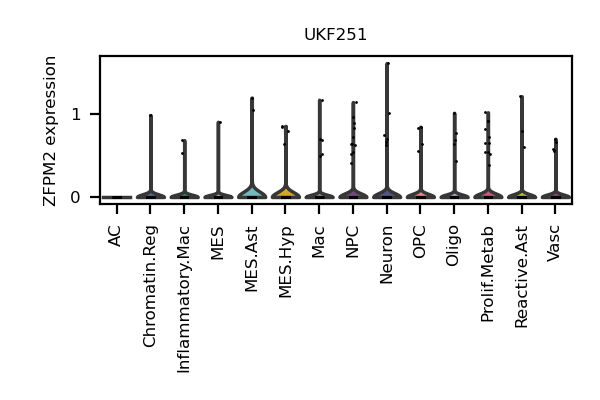 UKF251
ZFPM2 expression
1
0
AC
Chromatin.Reg
Inflammatory.Mac
MES
MES.Ast
MES.Hyp
Mac
NPC
Neuron
OPC
Oligo
Prolif.Metab
Reactive.Ast
Vasc